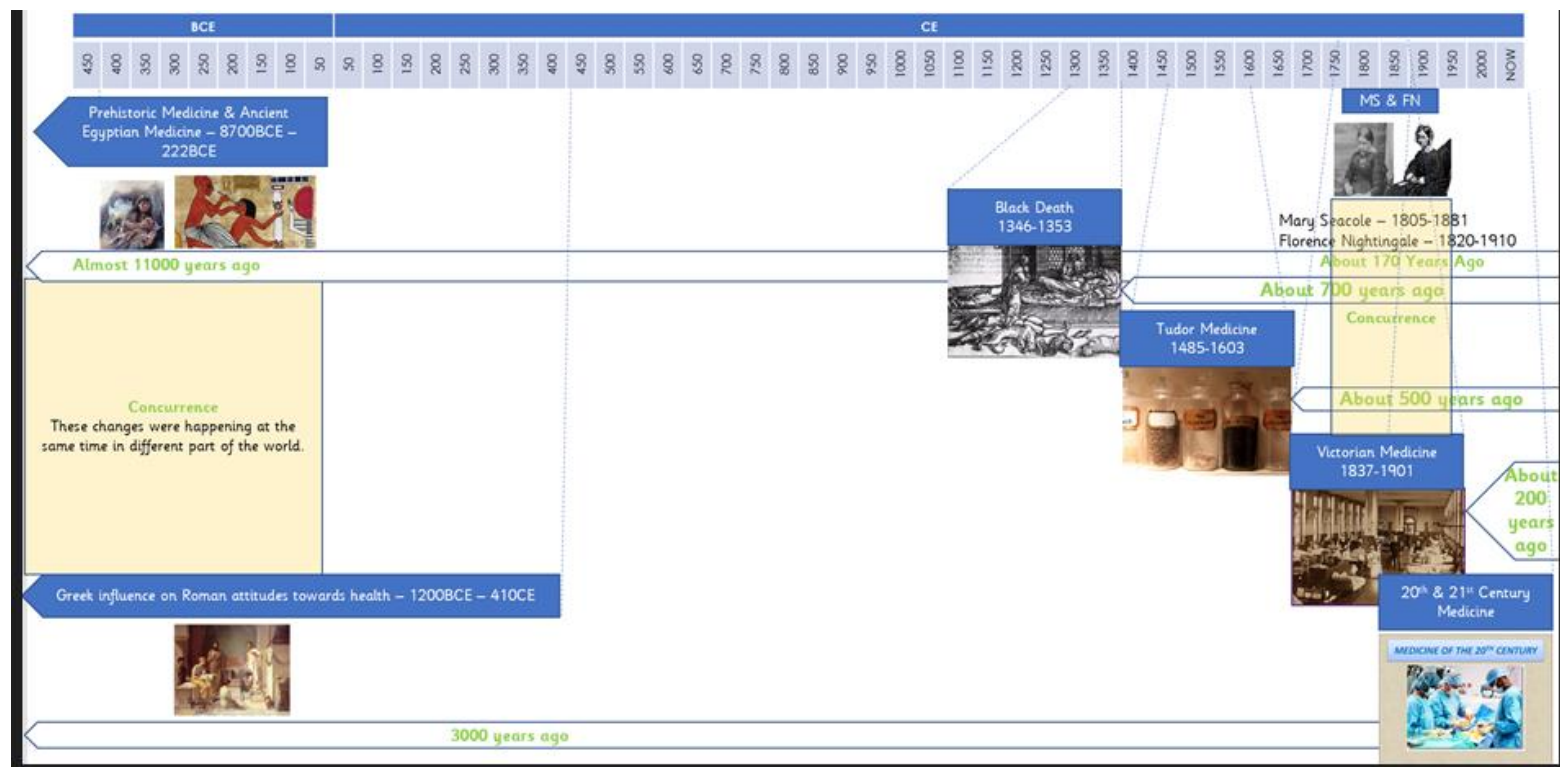 BCE
CE
450 400 350 300 250 200 150 100 50 50 100 150 200 250 300 350 400 450 500 550 600 650 700 750 800 850 900 950 1000 1050 1100 1150 1200 1250 1300 1350 1400 1450 1500 1550 1600 1650 1700 1750 1800 1850 1900 1950 2000 NOW
Prehistoric Medicine & Ancient
Egyptian Medicine – 8700BCE –
222BCE
MS & FN
Black Death
1346-1353
Mary Seacole – 1805-1881
Florence Nightingale – 1820-1910
Almost 11000 years ago
About 170 Years Ago
About 700 years ago
Concurrence
Tudor Medicine
1485-1603
About 500 years ago
Concurrence
These changes were happening at the
same time in different part of the world.
Victorian Medicine
1837-1901
About
200
years
ago
Greek influence on Roman attitudes towards health – 1200BCE – 410CE
20th & 21st Century
Medicine
MEDICINE OF THE 20TH CENTURY
3000 years ago